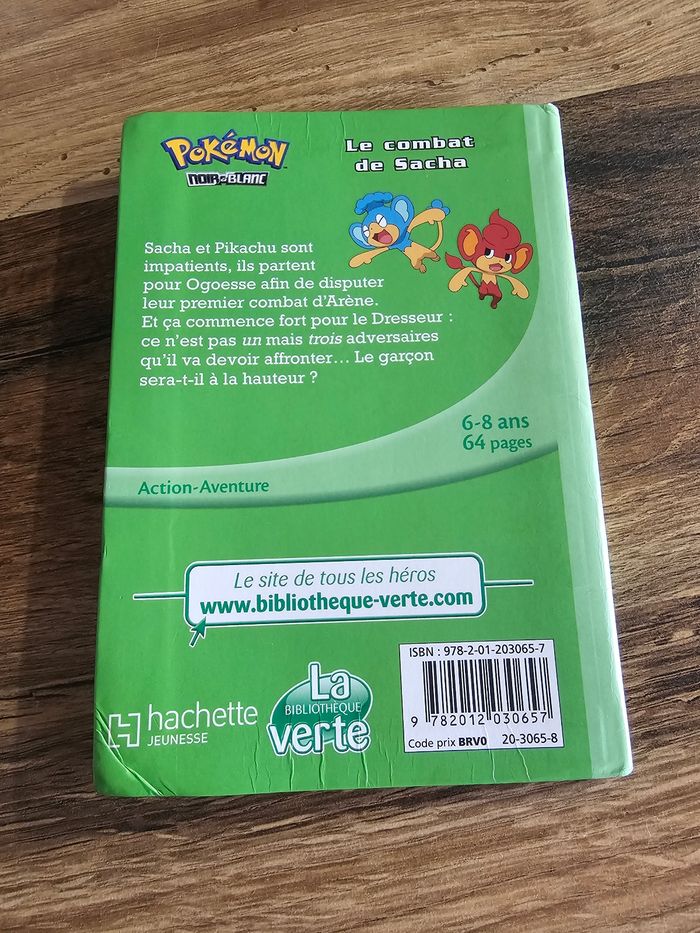 POKéMON
NOIR ET BLANC
Le combat
de Sacha
Sacha et Pikachu sont
impatients, ils partent
pour Ogoesse afin de disputer
leur premier combat d'Arène.
Et ça commence fort pour le Dresseur :
ce n'est pas un mais trois adversaires
qu'il va devoir affronter... Le garçon
sera-t-il à la hauteur ?
6-8 ans
64 pages
Action-Aventure
Le site de tous les héros
www.bibliotheque-verte.com
hachette
JEUNESSE
La
BIBLIOTHÈQUE
verte
ISBN : 978-2-01-203065-7
9 782012 030657
Code prix BRV0 20-3065-8